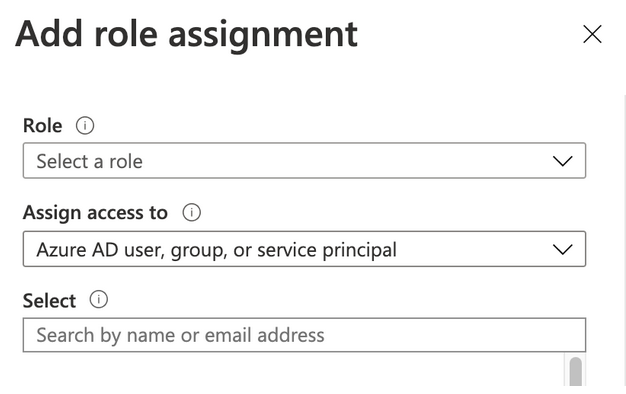 Add role assignment
Role
Select a role
Assign access to
Azure AD user, group, or service principal
Select
Search by name or email address